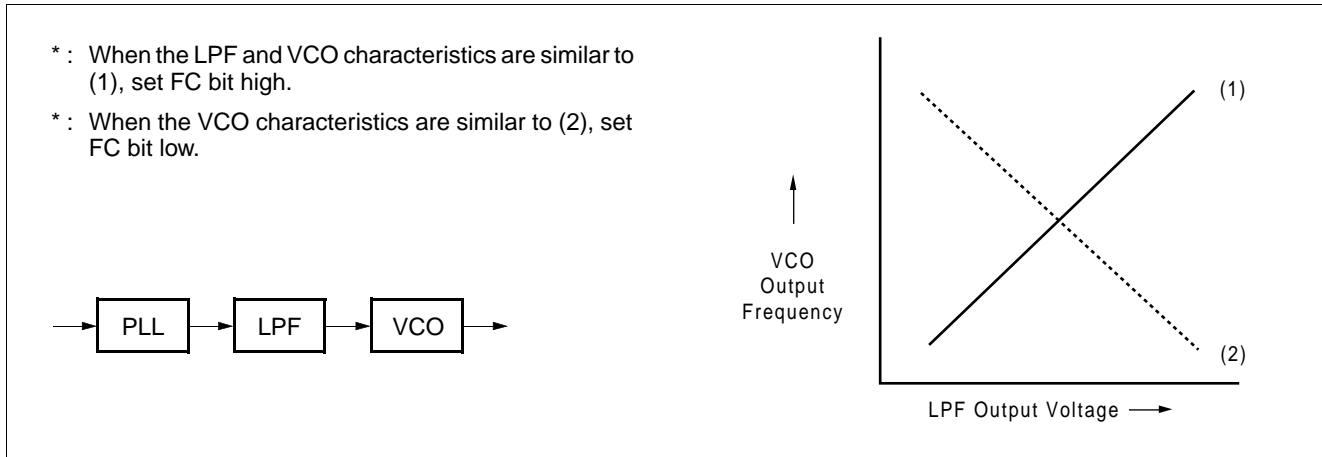 * : When the LPF and VCO characteristics are similar to
(1), set FC bit high.
* : When the VCO characteristics are similar to (2), set
FC bit low.
PLL
LPF
VCO
VCO
Output
Frequency
(1)
(2)
LPF Output Voltage